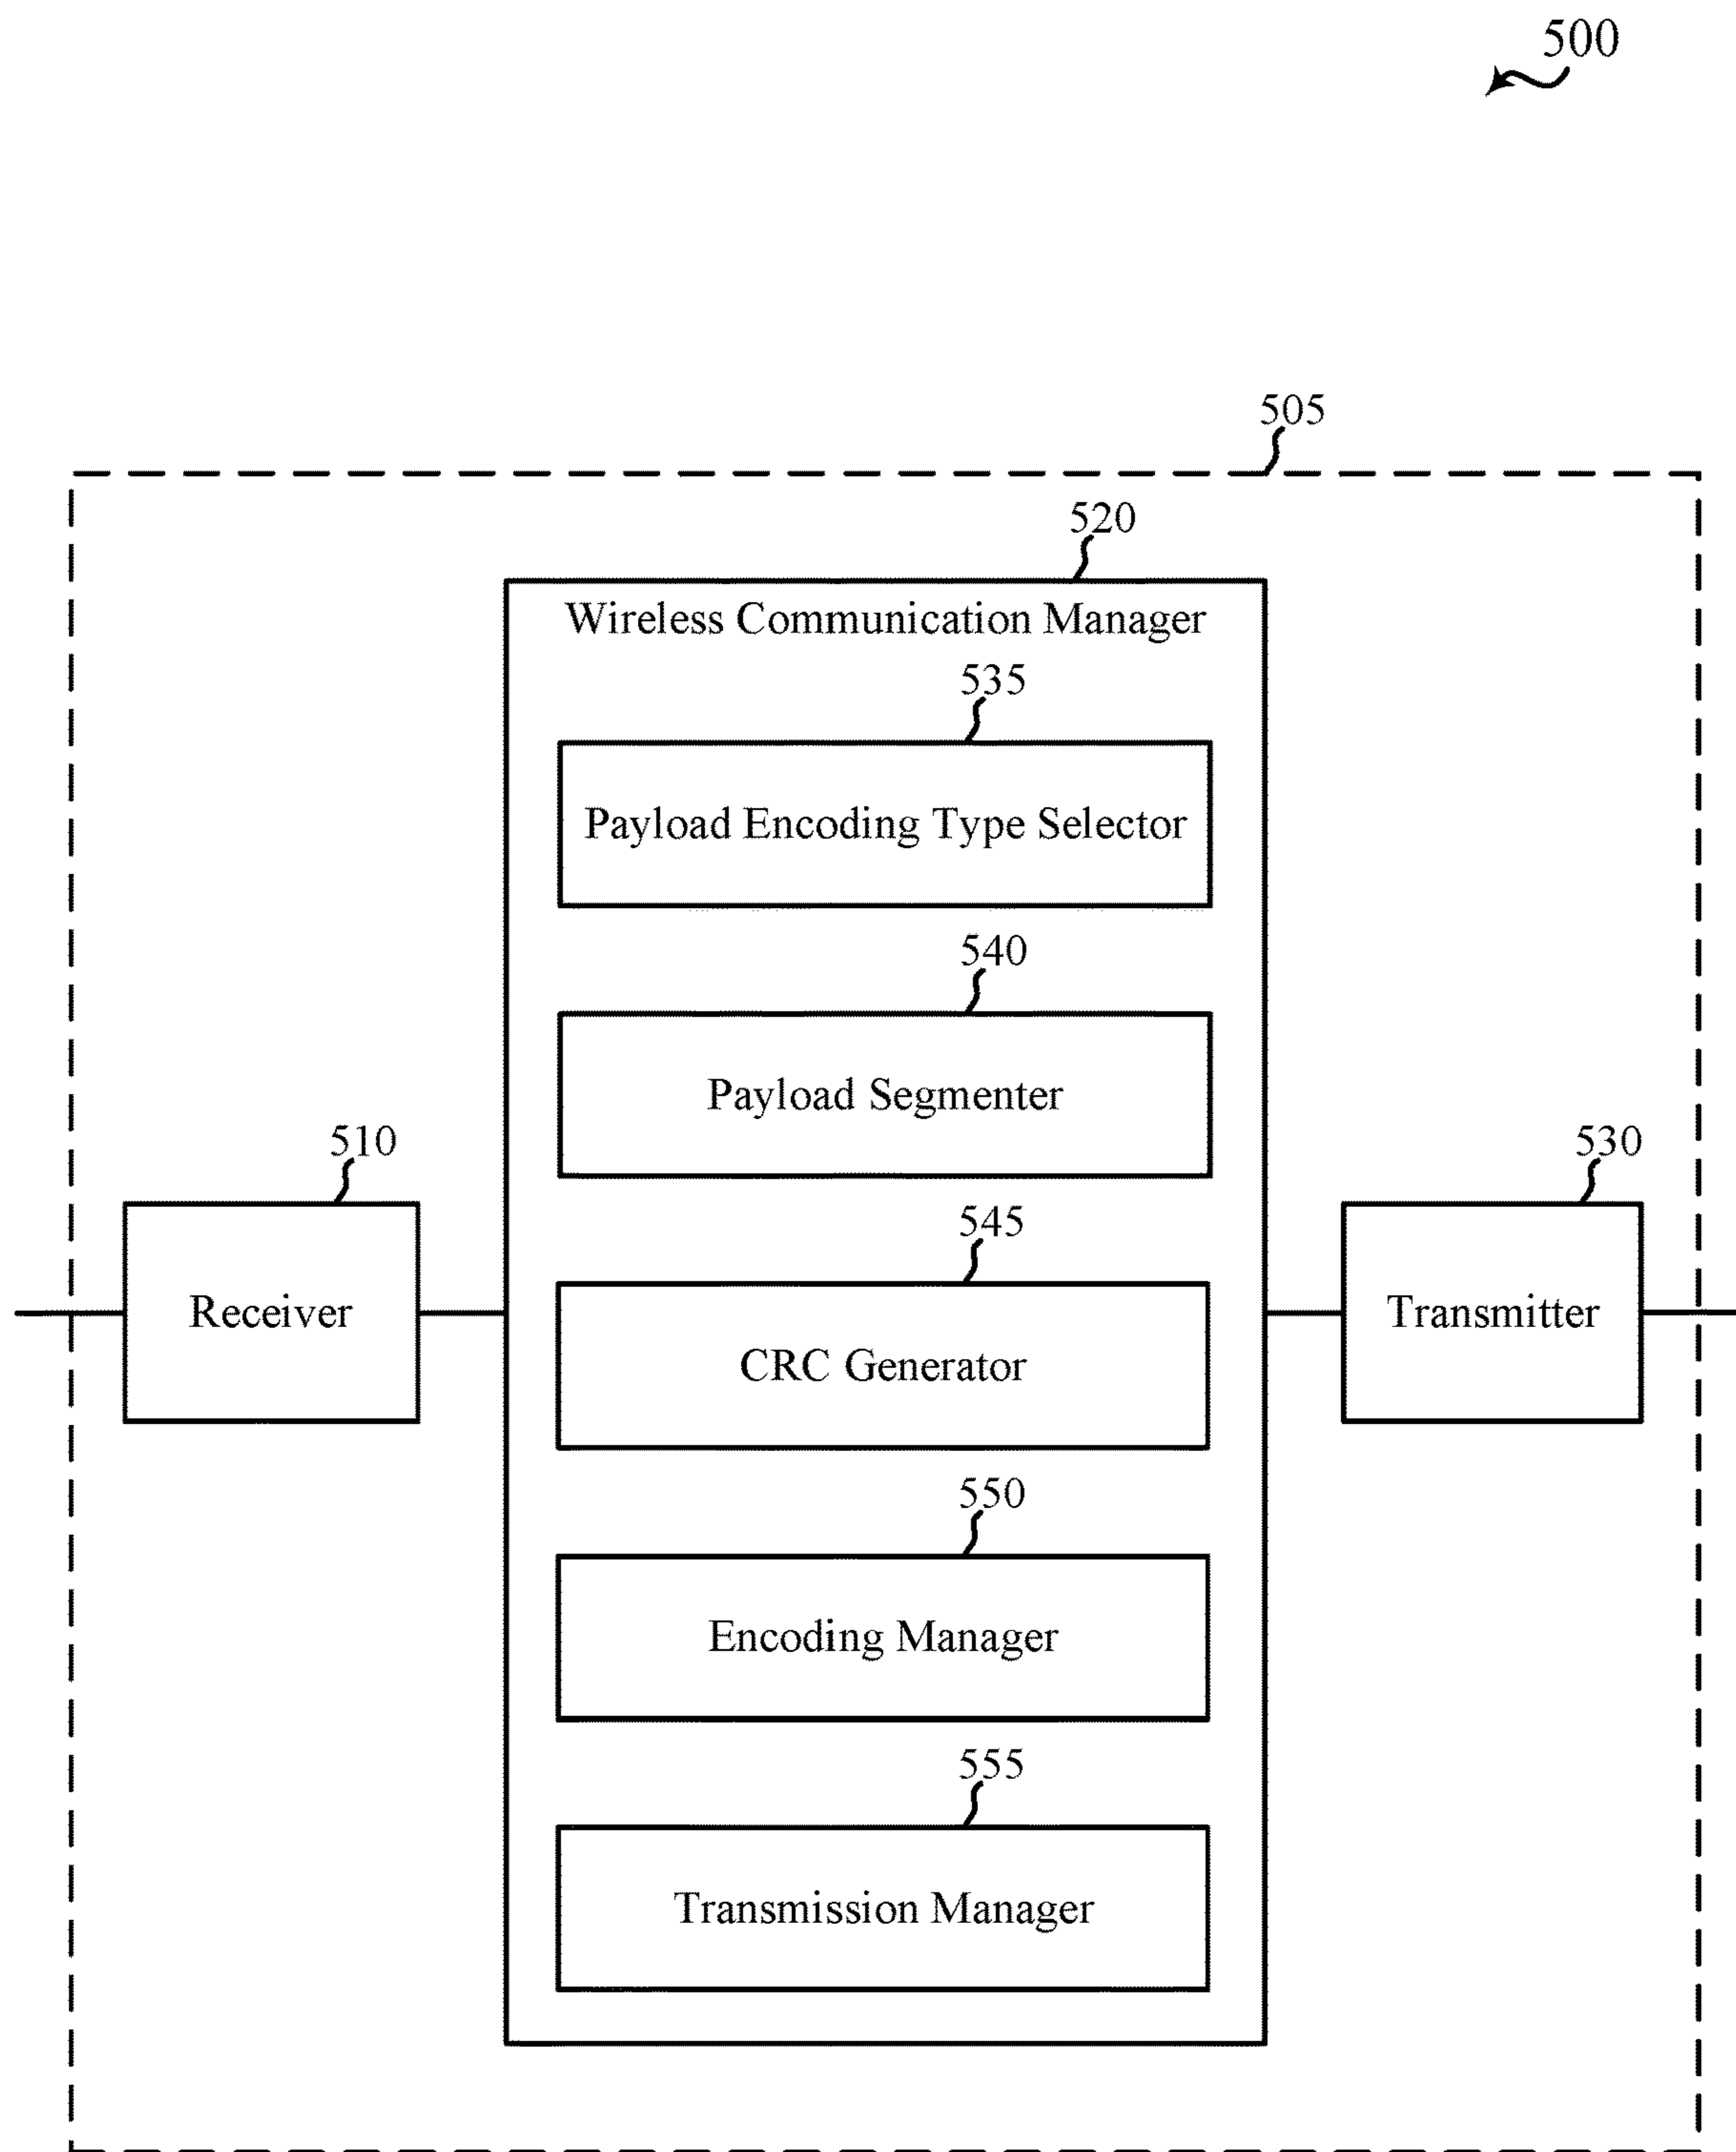 500
505
520
Wireless Communication Manager
535
Payload Encoding Type Selector
540
Payload Segmenter
510
530
545
Receiver
Transmitter
CRC Generator
550
Encoding Manager
555
Transmission Manager